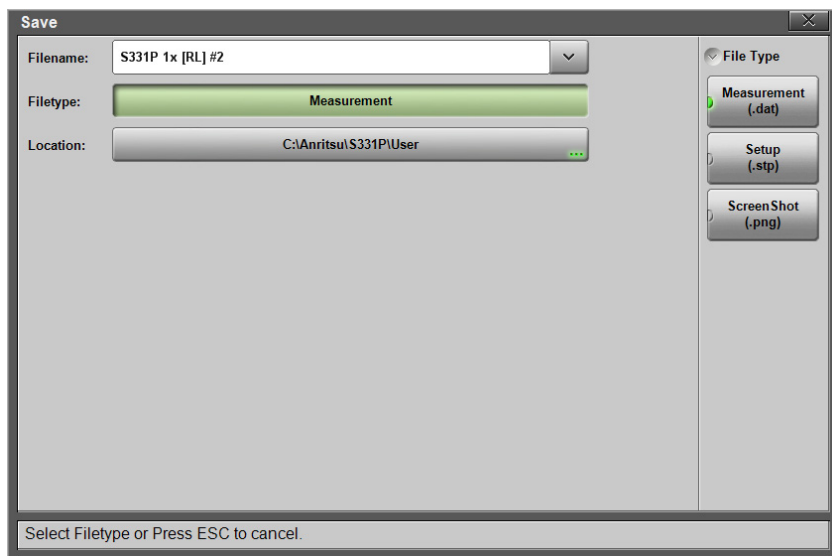 Save
Filename:
S331P 1x [RL] #2
Filetype:
Measurement
Location:
C:\Anritsu\S331P\User
...
File Type
Measurement
(.dat)
Setup
(.stp)
ScreenShot
(.png)
Select Filetype or Press ESC to cancel.